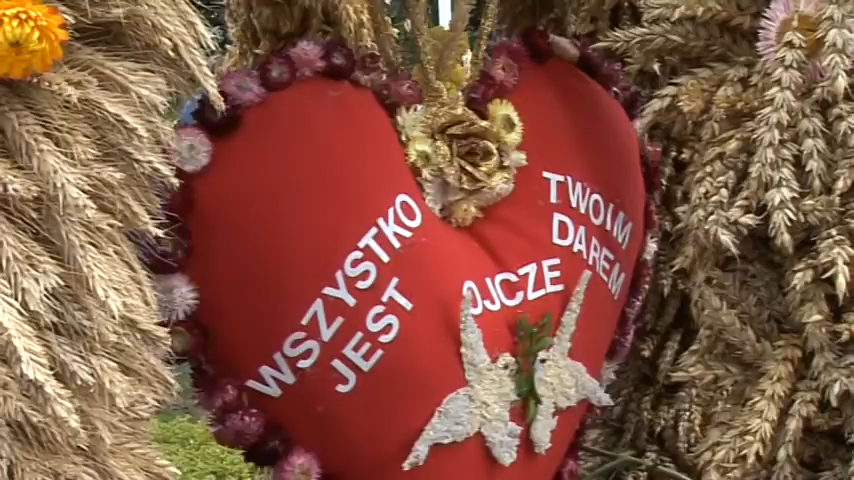 WSZYSTKO
JEST
TWOIM
DAREM
OJCZE